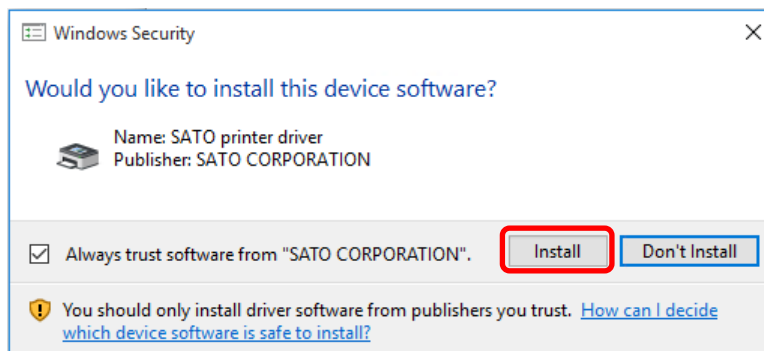 Windows Security
Would you like to install this device software?
Name: SATO printer driver
Publisher: SATO CORPORATION
Always trust software from "SATO CORPORATION".
Install
Don't Install
You should only install driver software from publishers you trust. How can I decide
which device software is safe to install?